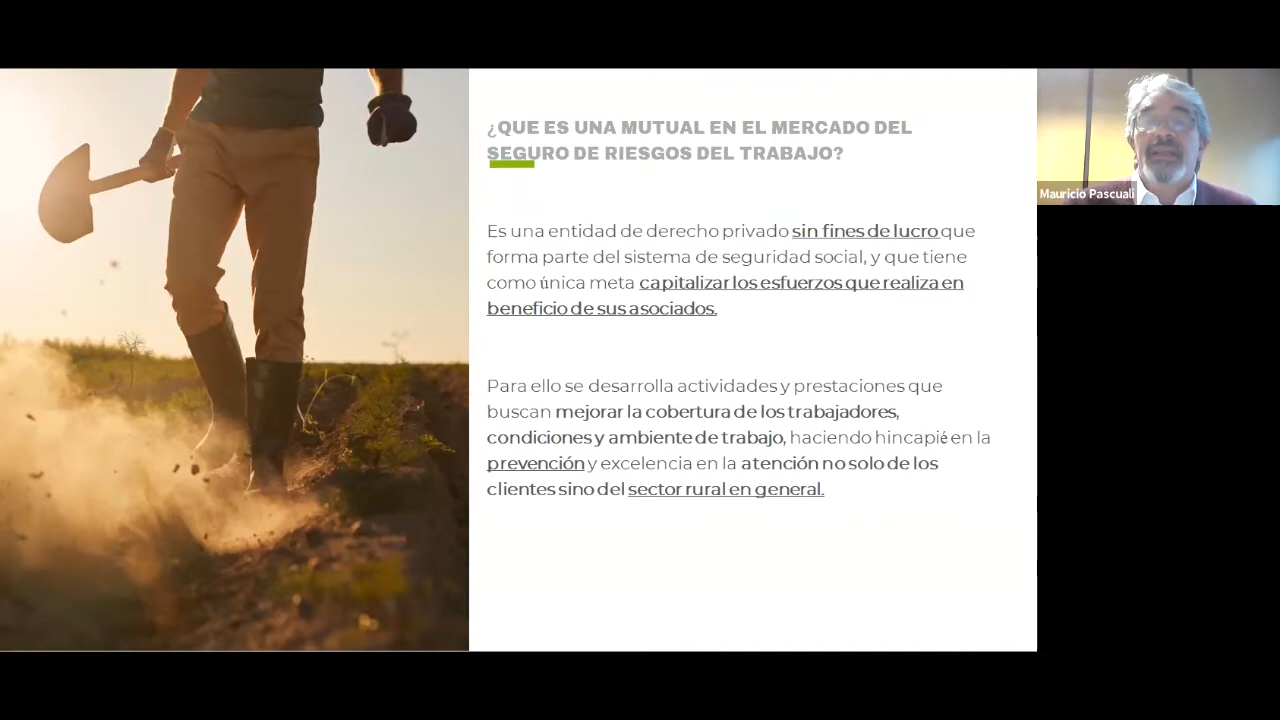 ¿QUE ES UNA MUTUAL EN EL MERCADO DEL
SEGURO DE RIESGOS DEL TRABAJO?
Es una entidad de derecho privado sin fines de lucro que
forma parte del sistema de seguridad social, y que tiene
como única meta capitalizar los esfuerzos que realiza en
beneficio de sus asociados.
Para ello se desarrolla actividades y prestaciones que
buscan mejorar la cobertura de los trabajadores,
condiciones y ambiente de trabajo, haciendo hincapié en la
prevención y excelencia en la atención no solo de los
clientes sino del sector rural en general.
Mauricio Pascuali